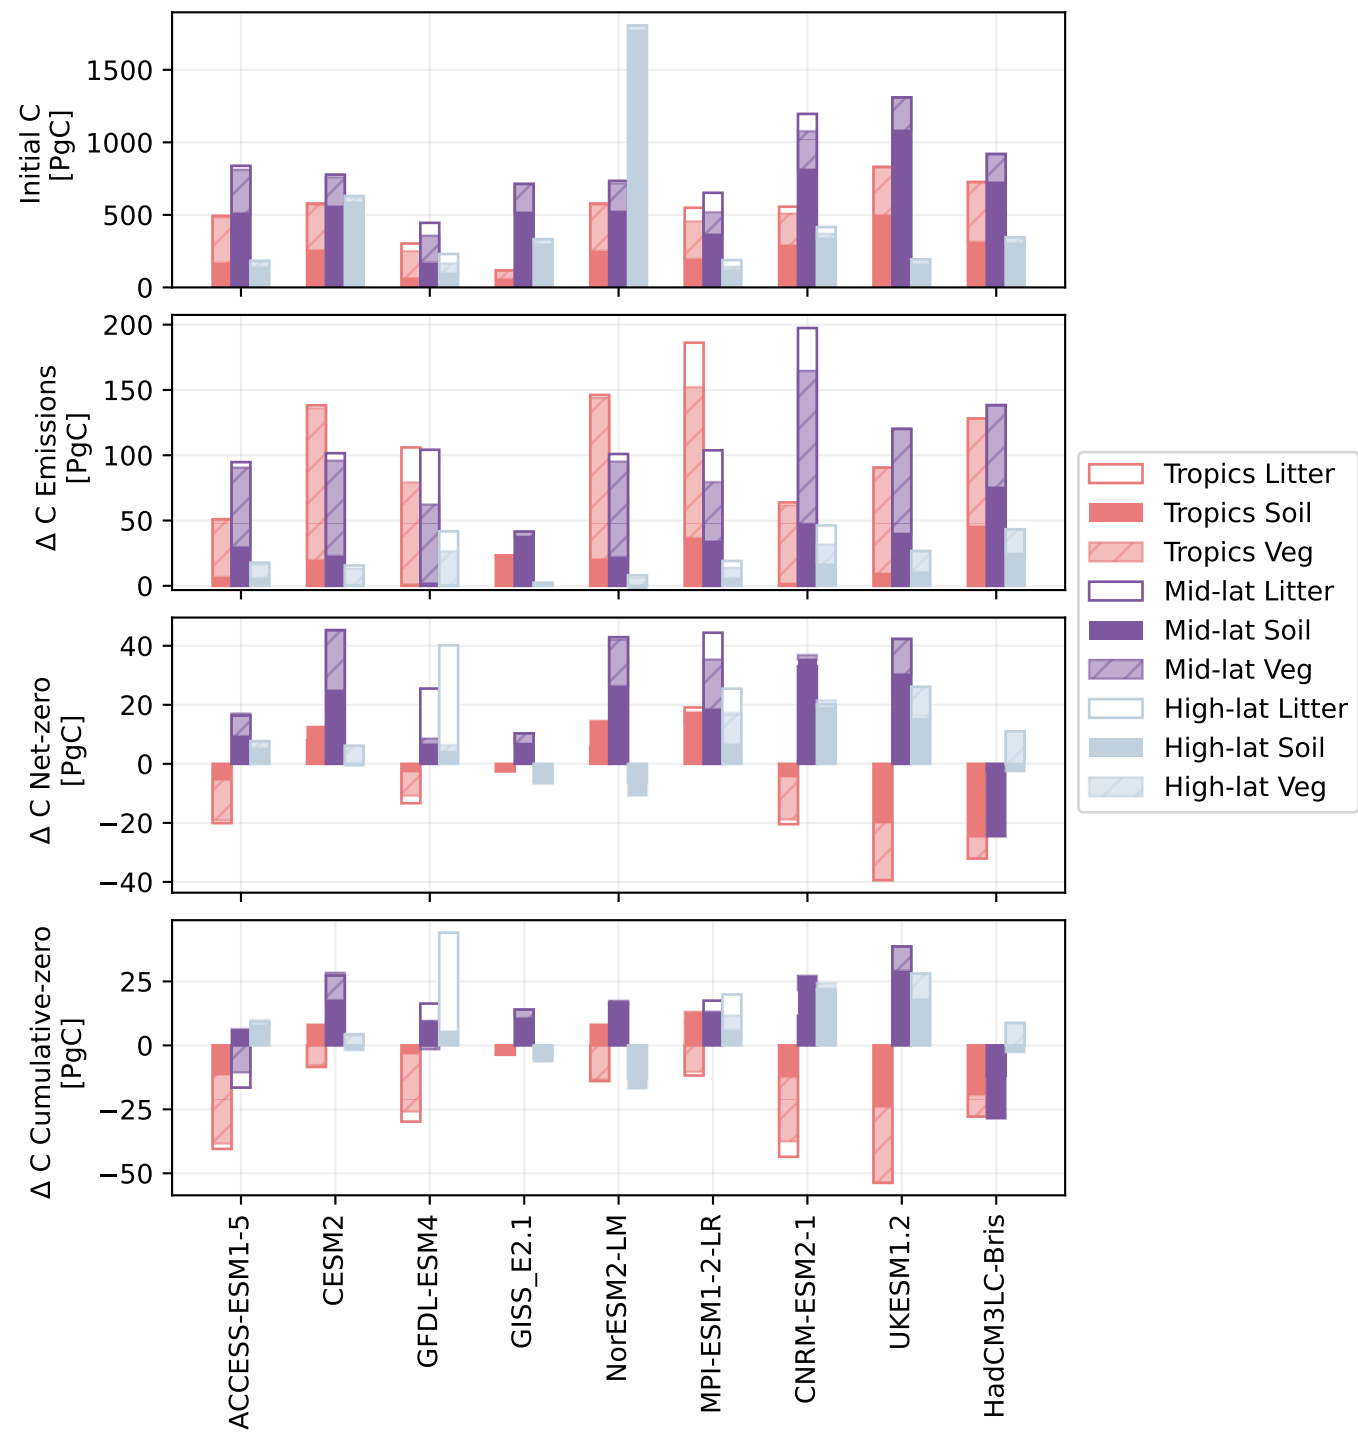 Initial C
[PgC]
1500
1000
500
0
Δ C Emissions
[PgC]
200
150
100
50
0
Δ C Net-zero
[PgC]
40
20
0
−20
−40
Δ C Cumulative-zero
[PgC]
25
0
−25
−50
ACCESS-ESM1-5
CESM2
GFDL-ESM4
GISS_E2.1
NorESM2-LM
MPI-ESM1-2-LR
CNRM-ESM2-1
UKESM1.2
HadCM3LC-Bris
Tropics Litter
Tropics Soil
Tropics Veg
Mid-lat Litter
Mid-lat Soil
Mid-lat Veg
High-lat Litter
High-lat Soil
High-lat Veg